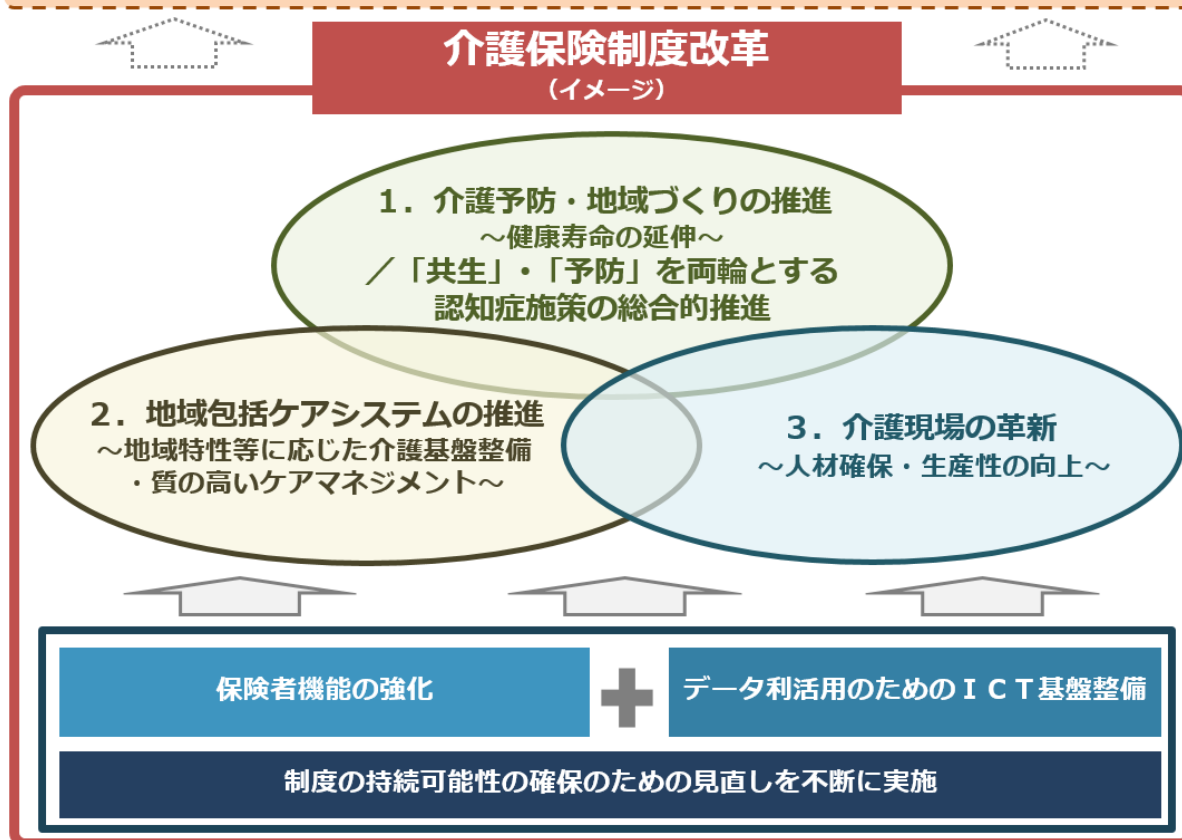 介護保険制度改革
（イメージ）
１．介護予防・地域づくりの推進
～健康寿命の延伸～
／「共生」・「予防」を両輪とする
認知症施策の総合的推進
２．地域包括ケアシステムの推進
～地域特性等に応じた介護基盤整備
・質の高いケアマネジメント～
３．介護現場の革新
～人材確保・生産性の向上～
保険者機能の強化
データ利活用のためのＩＣＴ基盤整備
制度の持続可能性の確保のための見直しを不断に実施